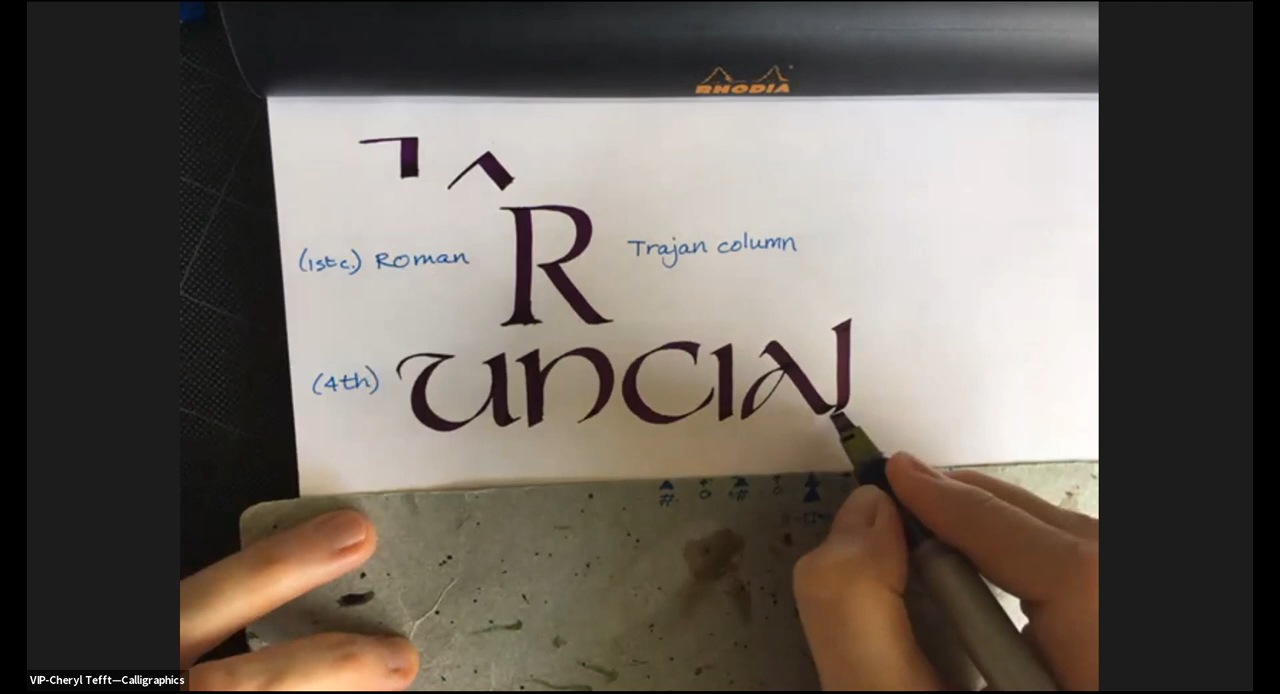 RHODIA
(1st c.) Roman R Trajan column
(4th) uncial
VIP-Cheryl Tefft—Calligraphics